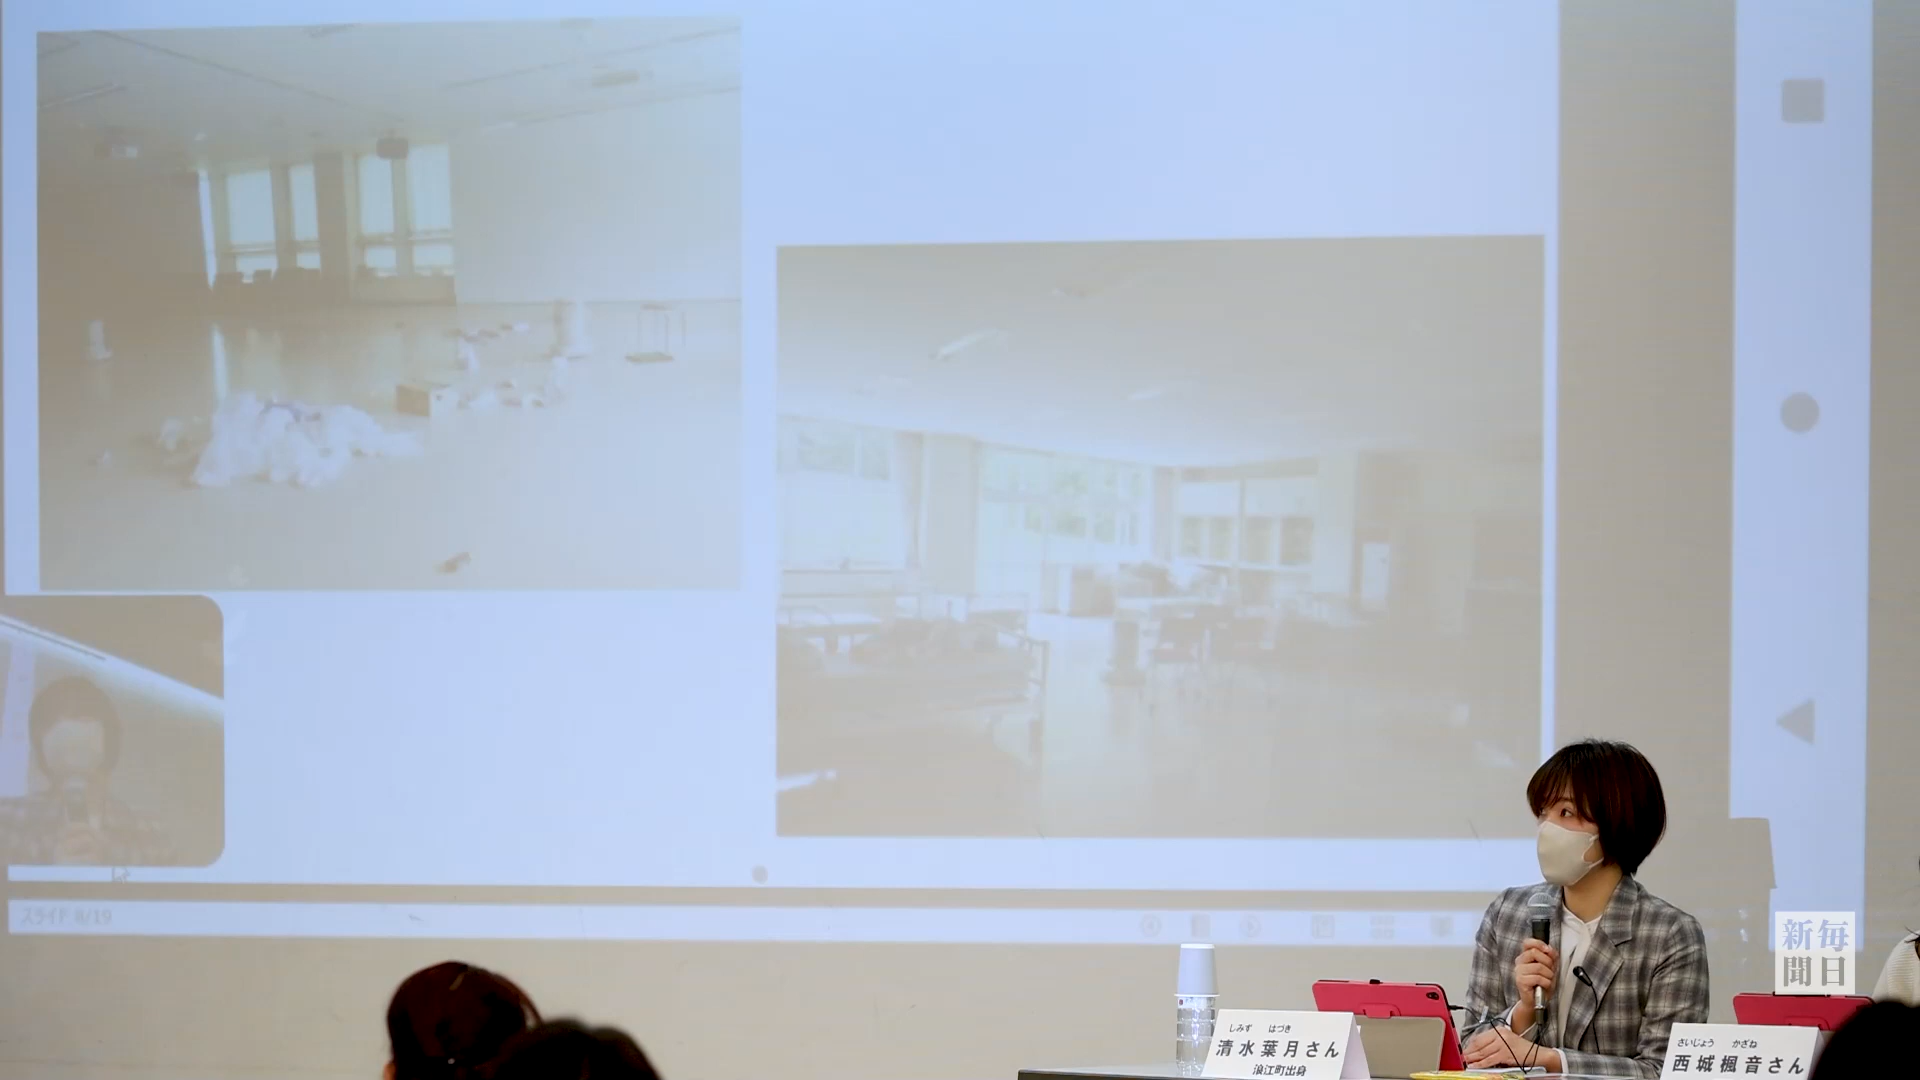 スライド 8/19
毎日
新聞
しみず はづき
清水葉月さん
浪江町出身
さいじょう かざね
西城楓音さん